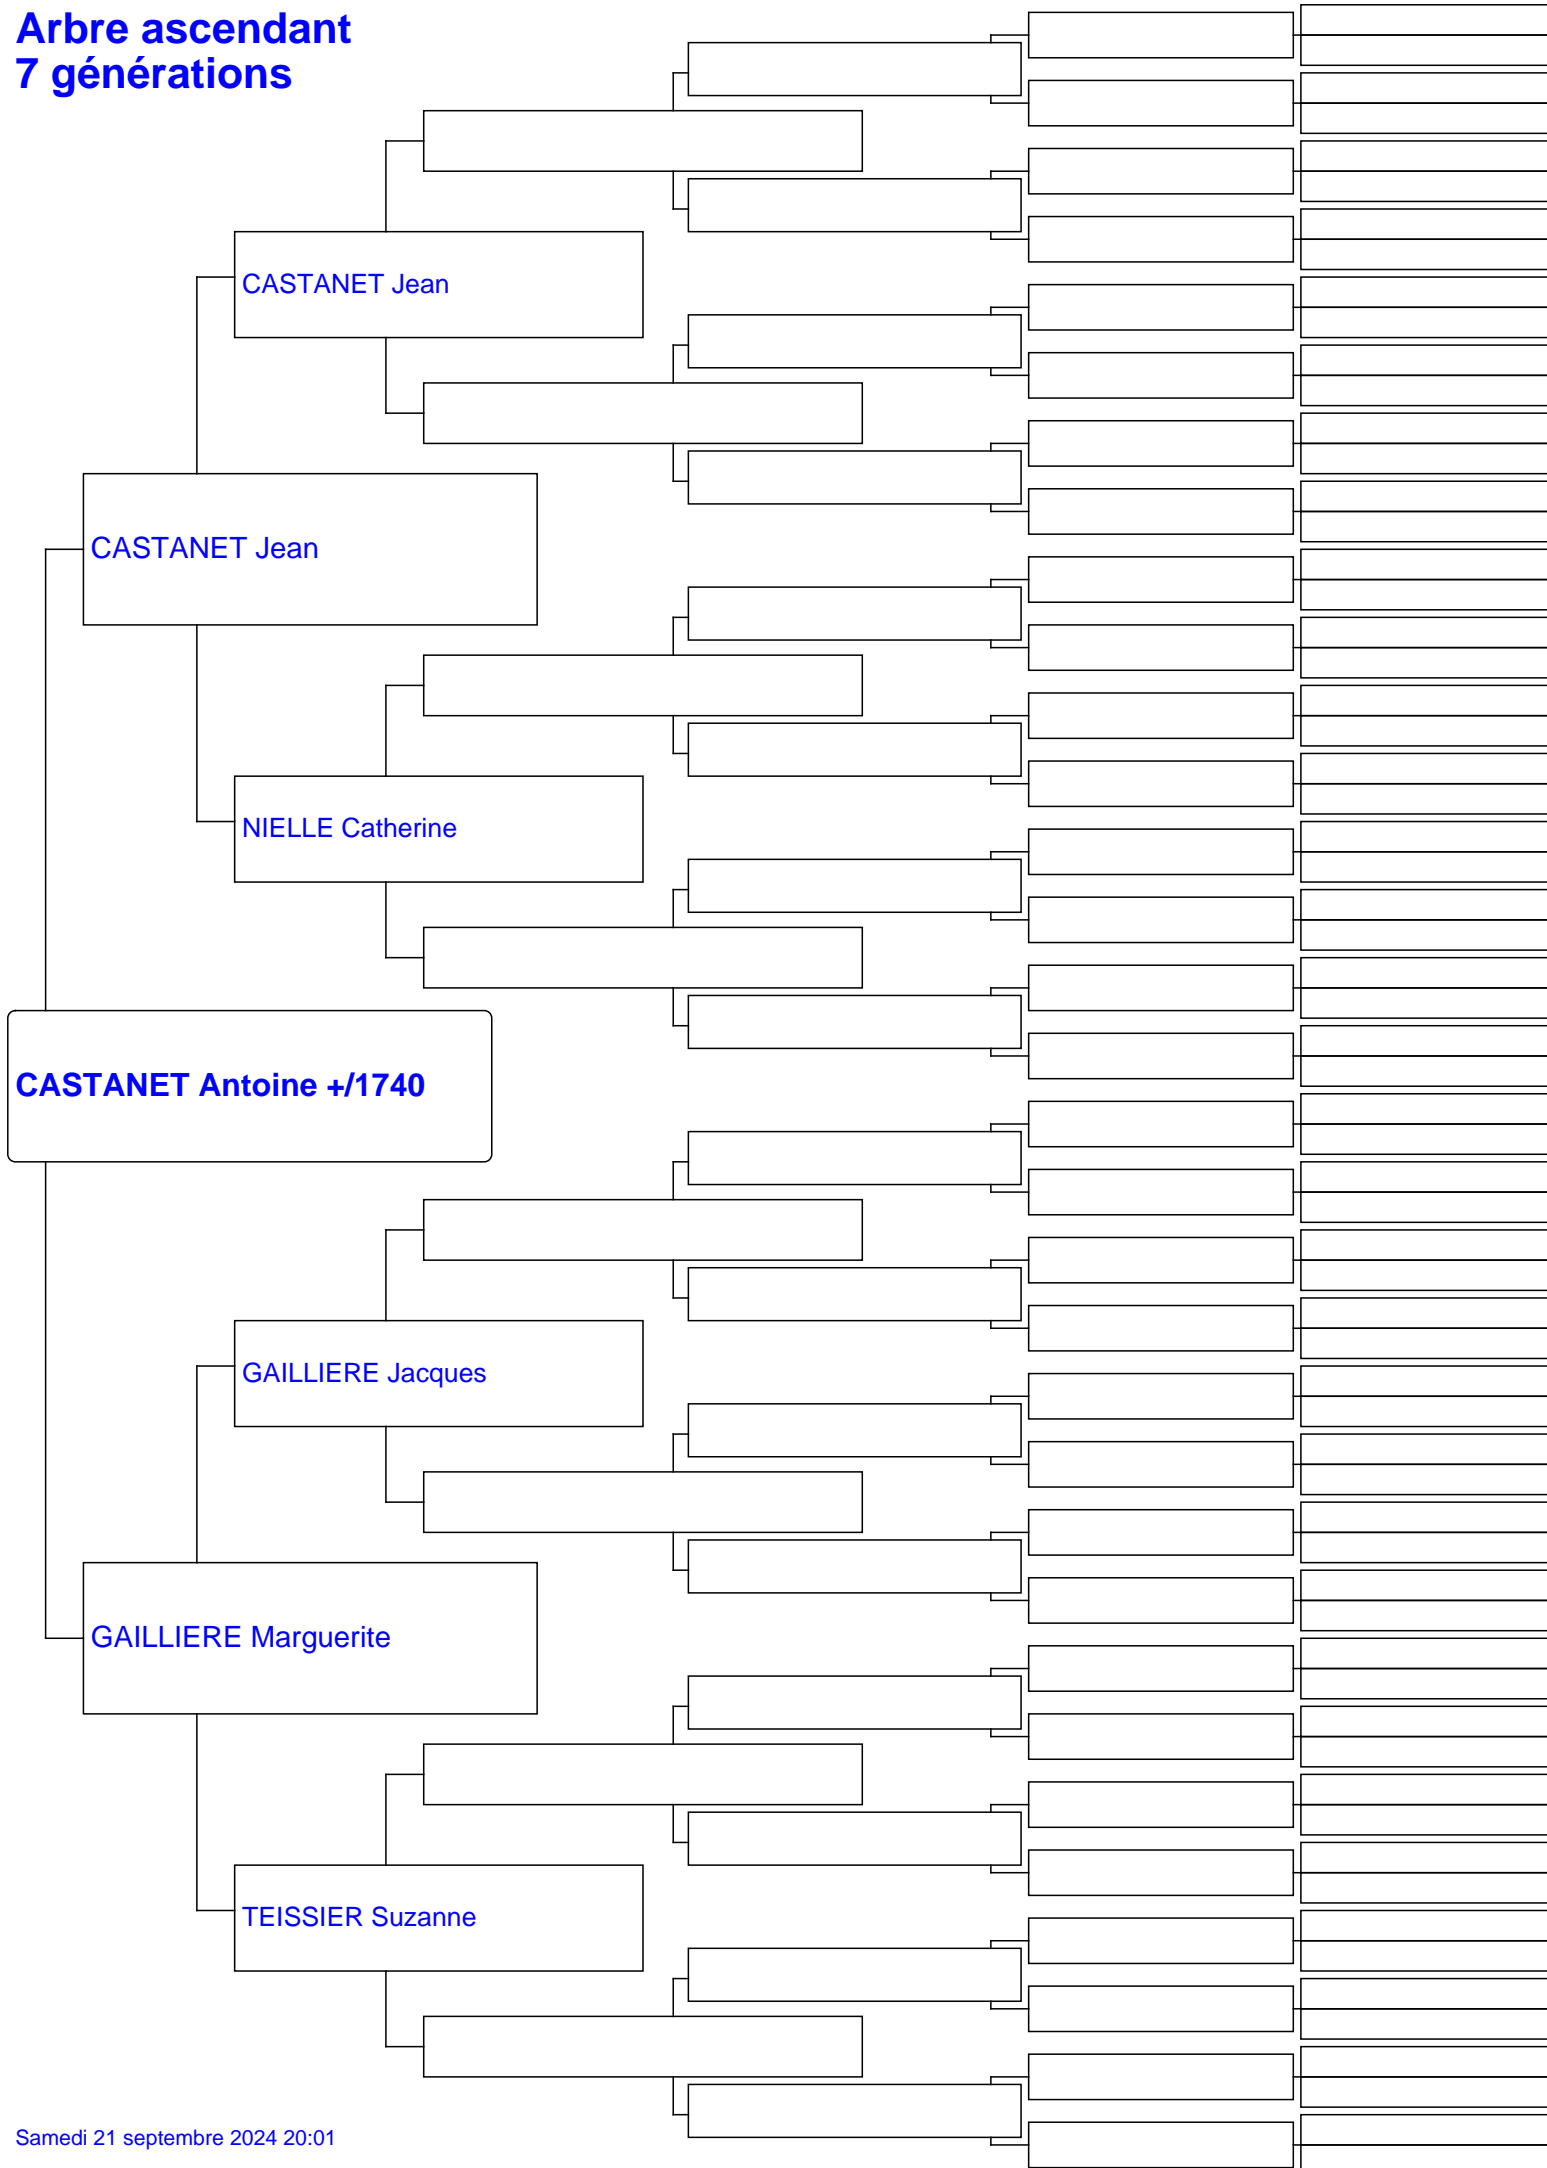 Arbre ascendant
7 générations
CASTANET Jean
CASTANET Jean
NIELLE Catherine
CASTANET Antoine +/1740
GAILLIERE Jacques
GAILLIERE Marguerite
TEISSIER Suzanne
Samedi 21 septembre 2024 20:01